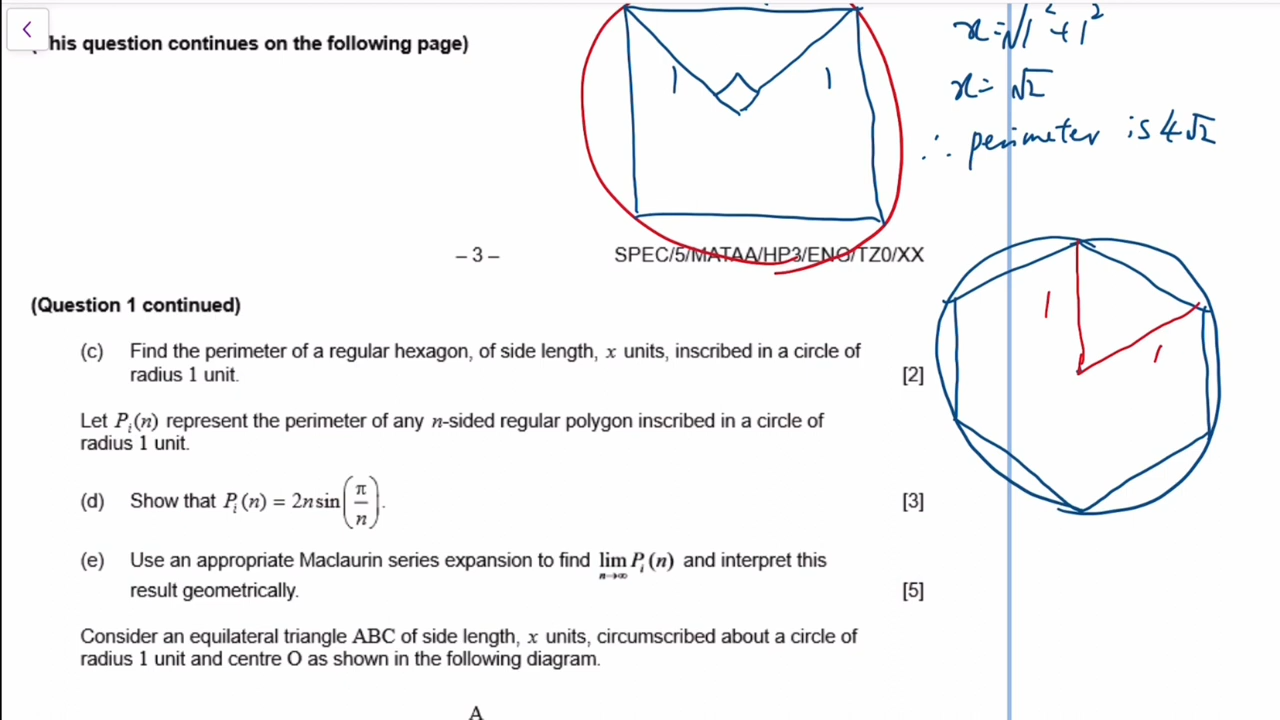 his question continues on the following page)
1 1
x = √1² + 1²
x = √2
∴ perimeter is 4√2
– 3 –
SPEC/5/MATAA/HP3/ENG/TZ0/XX
(Question 1 continued)
(c) Find the perimeter of a regular hexagon, of side length, x units, inscribed in a circle of
radius 1 unit. [2]
1 1
Let Pᵢ(n) represent the perimeter of any n-sided regular polygon inscribed in a circle of
radius 1 unit.
(d) Show that Pᵢ(n) = 2n sin(π/n). [3]
(e) Use an appropriate Maclaurin series expansion to find lim n→∞ Pᵢ(n) and interpret this
result geometrically. [5]
Consider an equilateral triangle ABC of side length, x units, circumscribed about a circle of
radius 1 unit and centre O as shown in the following diagram.
A